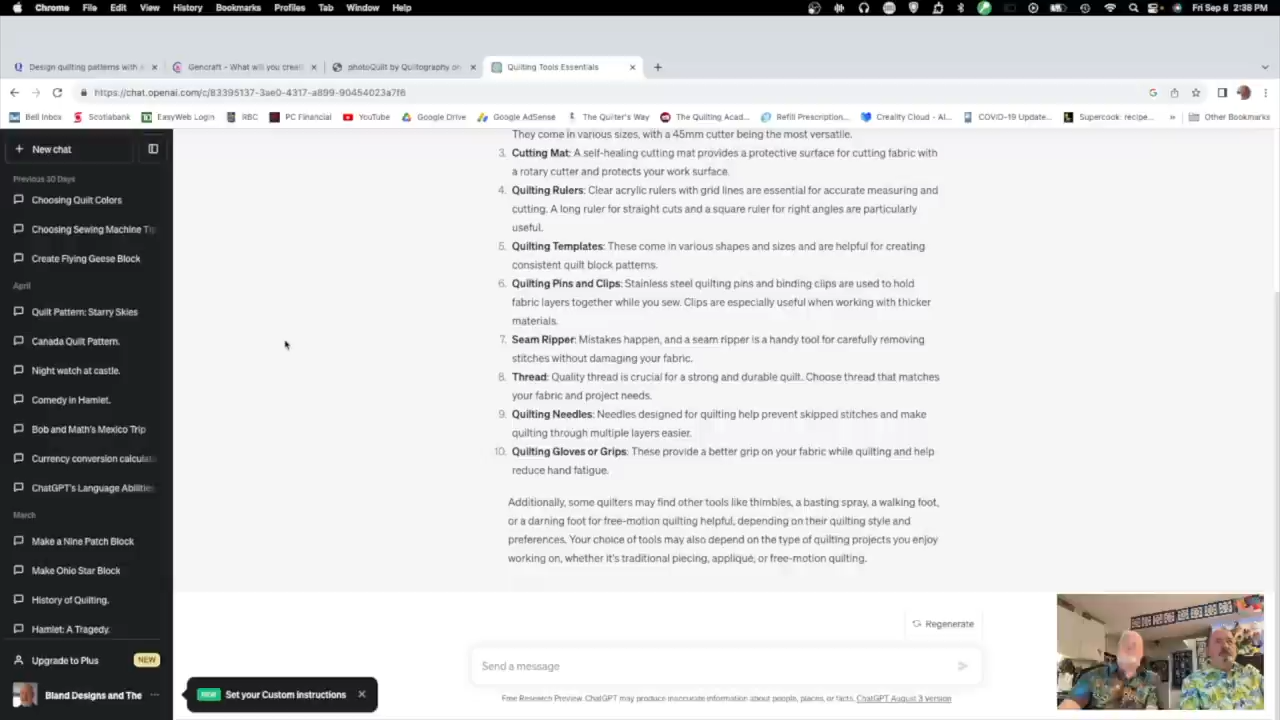 Chrome File Edit View History Bookmarks Profiles Tab Window Help Fri Sep 8 2:38 PM
Design quilting patterns with Gencraft - What will you creat photoQuilt by Quiltography on Quilting Tools Essentials
https://chat.openai.com/c/83395137-3ae0-4317-a899-90454023a7f6
Bell Inbox Scotiabank EasyWeb Login RBC PC Financial YouTube Google Drive Google AdSense The Quilter's Way The Quilting Acad... Refill Prescription... Creality Cloud - Al... COVID-19 Update... Supercook: recipe... » Other Bookmarks
New chat
Previous 30 Days
Choosing Quilt Colors
Choosing Sewing Machine Tip
Create Flying Geese Block
April
Quilt Pattern: Starry Skies
Canada Quilt Pattern.
Night watch at castle.
Comedy in Hamlet.
Bob and Math's Mexico Trip
Currency conversion calculat
ChatGPT's Language Abilities
March
Make a Nine Patch Block
Make Ohio Star Block
History of Quilting.
Hamlet: A Tragedy.
Upgrade to Plus NEW
Bland Designs and The ...
NEW Set your Custom instructions
They come in various sizes, with a 45mm cutter being the most versatile.
3. Cutting Mat: A self-healing cutting mat provides a protective surface for cutting fabric with
a rotary cutter and protects your work surface.
4. Quilting Rulers: Clear acrylic rulers with grid lines are essential for accurate measuring and
cutting. A long ruler for straight cuts and a square ruler for right angles are particularly
useful.
5. Quilting Templates: These come in various shapes and sizes and are helpful for creating
consistent quilt block patterns.
6. Quilting Pins and Clips: Stainless steel quilting pins and binding clips are used to hold
fabric layers together while you sew. Clips are especially useful when working with thicker
materials.
7. Seam Ripper: Mistakes happen, and a seam ripper is a handy tool for carefully removing
stitches without damaging your fabric.
8. Thread: Quality thread is crucial for a strong and durable quilt. Choose thread that matches
your fabric and project needs.
9. Quilting Needles: Needles designed for quilting help prevent skipped stitches and make
quilting through multiple layers easier.
10. Quilting Gloves or Grips: These provide a better grip on your fabric while quilting and help
reduce hand fatigue.
Additionally, some quilters may find other tools like thimbles, a basting spray, a walking foot,
or a darning foot for free-motion quilting helpful, depending on their quilting style and
preferences. Your choice of tools may also depend on the type of quilting projects you enjoy
working on, whether it's traditional piecing, appliqué, or free-motion quilting.
Regenerate
Send a message
Free Research Preview. ChatGPT may produce inaccurate information about people, places, or facts. ChatGPT August 3 Version